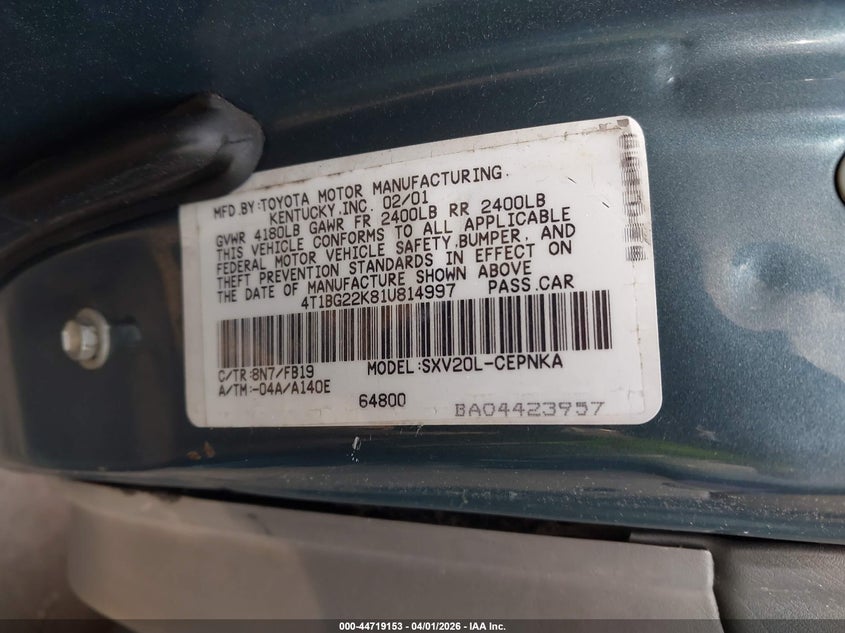 MFD.BY:TOYOTA MOTOR MANUFACTURING
KENTUCKY,INC. 02/01
GVWR 4180LB GAWR FR 2400LB RR 2400LB
THIS VEHICLE CONFORMS TO ALL APPLICABLE
FEDERAL MOTOR VEHICLE SAFETY,BUMPER, AND
THEFT PREVENTION STANDARDS IN EFFECT ON
THE DATE OF MANUFACTURE SHOWN ABOVE
4T1BG22K81U814997 PASS.CAR
C/TR:8N7/FB19 MODEL:SXV20L-CEPNKA
A/TM:-04A/A140E
64800 BA04423957
000-44719153 - 04/01/2026 - IAA Inc.